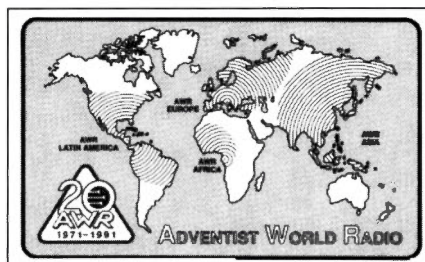 AWR
EUROPE
AWR
LATIN AMERICA
AWR
AFRICA
AWR
ASIA
20
AWR
1971-1991
ADVENTIST WORLD RADIO